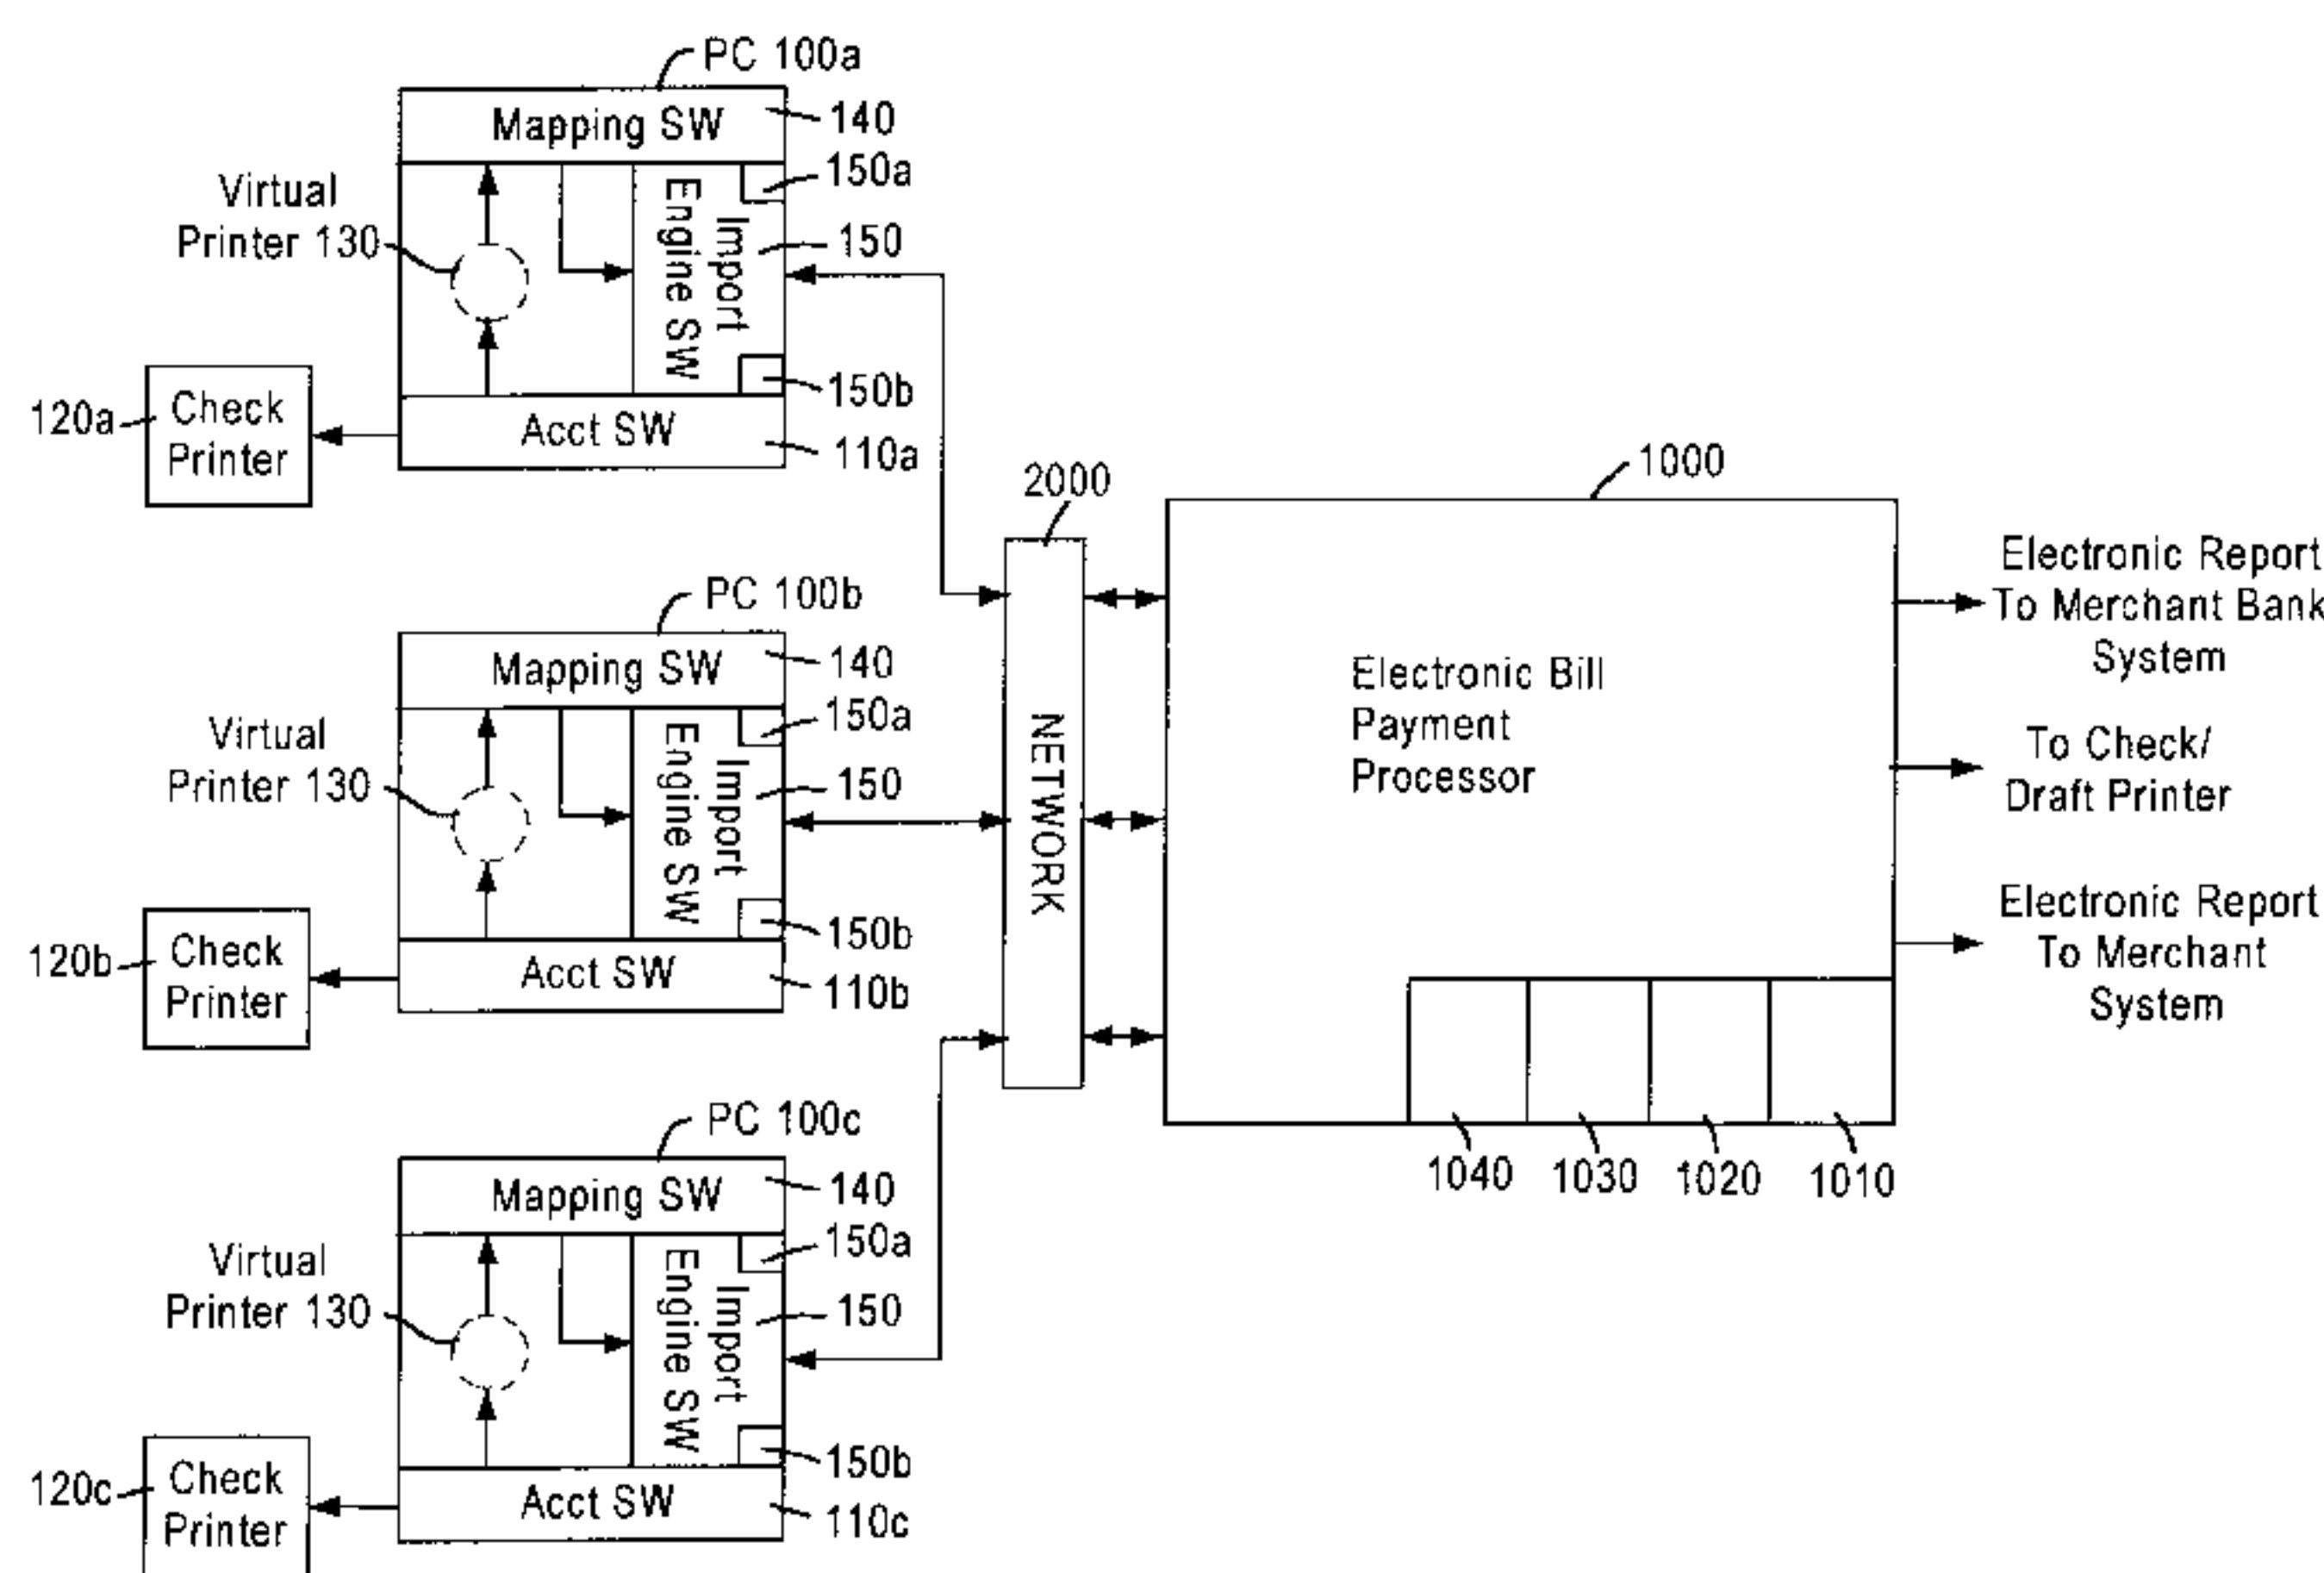 PC 100a
Mapping SW
140
150a
Virtual
Printer 130
Import
Engine SW
150
150b
120a
Check
Printer
Acct SW
110a
PC 100b
Mapping SW
140
150a
Virtual
Printer 130
Import
Engine SW
150
150b
120b
Check
Printer
Acct SW
110b
PC 100c
Mapping SW
140
150a
Virtual
Printer 130
Import
Engine SW
150
150b
120c
Check
Printer
Acct SW
110c
2000
NETWORK
1000
Electronic Bill
Payment
Processor
1040
1030
1020
1010
Electronic Report
To Merchant Bank
System
To Check/
Draft Printer
Electronic Report
To Merchant
System